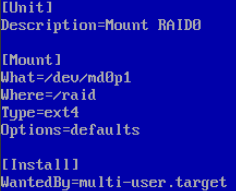 [Unit]
Description=Mount RAID0

[Mount]
What=/dev/md0p1
Where=/raid
Type=ext4
Options=defaults

[Install]
WantedBy=multi-user.target